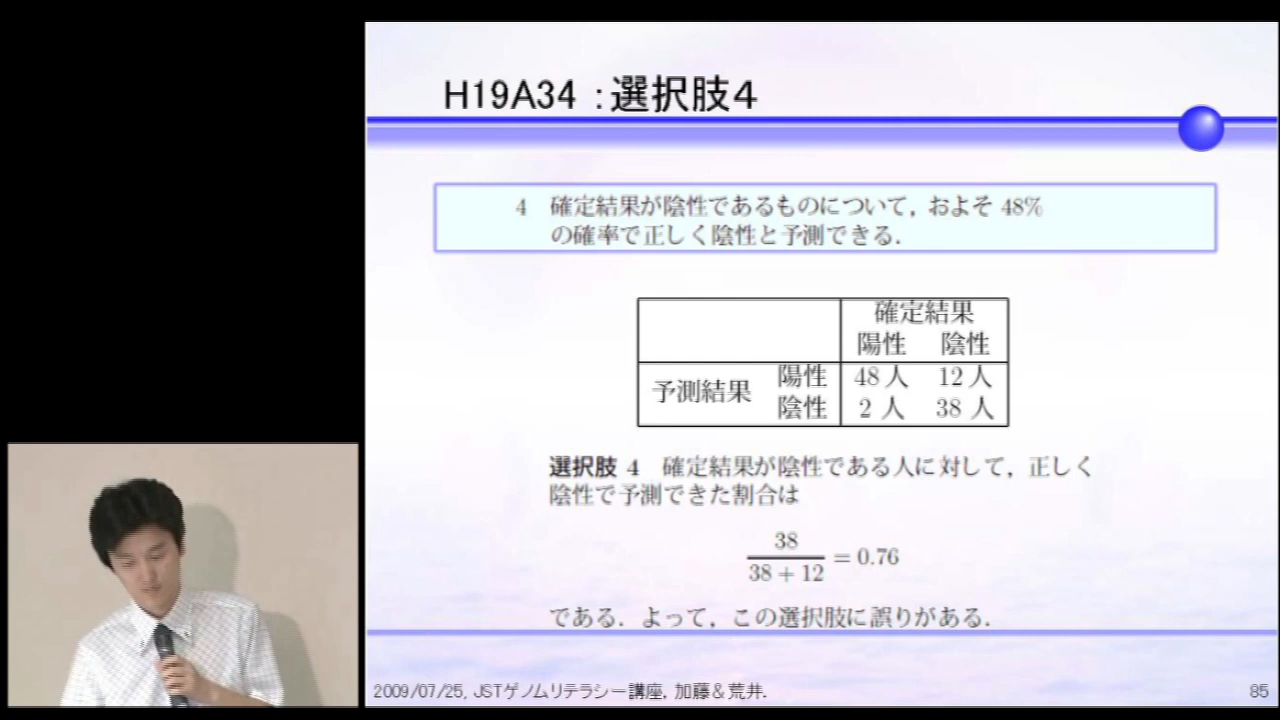 H19A34 :選択肢4
4 確定結果が陰性であるものについて，およそ 48%
の確率で正しく陰性と予測できる．
確定結果
陽性 陰性
予測結果 陽性 48 人 12 人
陰性 2 人 38 人
選択肢 4 確定結果が陰性である人に対して，正しく
陰性で予測できた割合は
38
38 + 12 = 0.76
である．よって，この選択肢に誤りがある．
2009/07/25, JSTゲノムリテラシー講座, 加藤＆荒井.
85